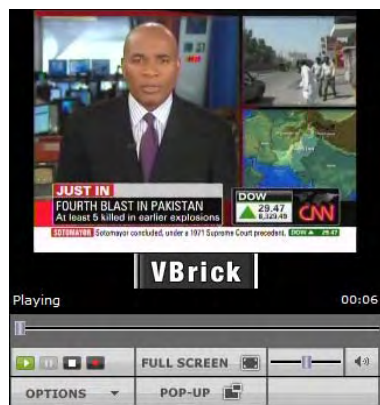 JUST IN
FOURTH BLAST IN PAKISTAN
At least 5 killed in earlier explosions
DOW
29.47
8,329.49
CNN
SOTOMAYOR Sotomayor concluded, under a 1971 Supreme Court precedent, DOW 29.47
VBrick
Playing 00:06
FULL SCREEN
OPTIONS POP-UP